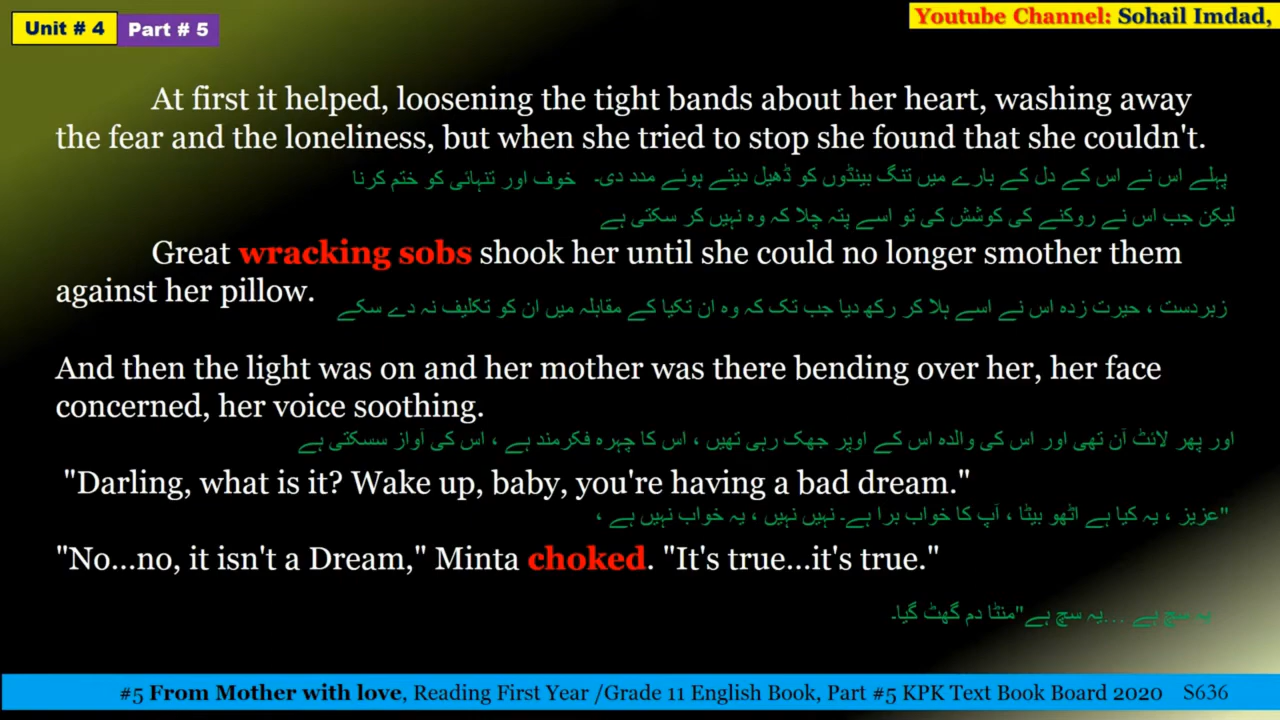 Unit # 4
Part # 5
Youtube Channel: Sohail Imdad,
At first it helped, loosening the tight bands about her heart, washing away
the fear and the loneliness, but when she tried to stop she found that she couldn't.
پہلے اس نے اس کے دل کے بارے میں تنگ بینڈوں کو ڈھیل دیتے ہوئے مدد دی۔ خوف اور تنہائی کو ختم کرنا
لیکن جب اس نے روکنے کی کوشش کی تو اسے پتہ چلا کہ وہ نہیں کر سکتی ہے
Great wracking sobs shook her until she could no longer smother them
against her pillow.
زبردست ، حیرت زدہ اس نے اسے ہلا کر رکھ دیا جب تک کہ وہ ان تکیا کے مقابلہ میں ان کو تکلیف نہ دے سکے
And then the light was on and her mother was there bending over her, her face
concerned, her voice soothing.
اور پھر لائٹ آن تھی اور اس کی والدہ اس کے اوپر جھک رہی تھیں ، اس کا چہرہ فکرمند ہے ، اس کی آواز سسکتی ہے
"Darling, what is it? Wake up, baby, you're having a bad dream."
"عزیز ، یہ کیا ہے اٹھو بیٹا ، آپ کا خواب برا ہے۔ نہیں نہیں ، یہ خواب نہیں ہے ،
"No...no, it isn't a Dream," Minta choked. "It's true...it's true."
یہ سچ ہے ...یہ سچ ہے"منٹا دم گھٹ گیا۔
#5 From Mother with love, Reading First Year /Grade 11 English Book, Part #5 KPK Text Book Board 2020 S636